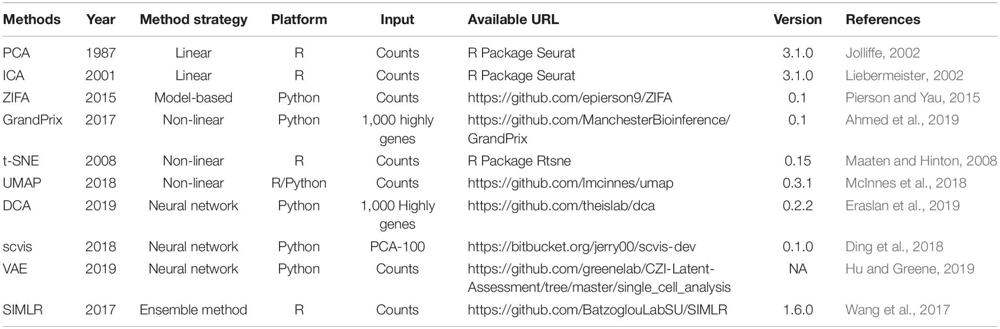 Methods Year Method strategy Platform Input Available URL Version References
PCA 1987 Linear R Counts R Package Seurat 3.1.0 Jolliffe, 2002
ICA 2001 Linear R Counts R Package Seurat 3.1.0 Liebermeister, 2002
ZIFA 2015 Model-based Python Counts https://github.com/epierson9/ZIFA 0.1 Pierson and Yau, 2015
GrandPrix 2017 Non-linear Python 1,000 highly https://github.com/ManchesterBioinference/ 0.1 Ahmed et al., 2019
genes GrandPrix
t-SNE 2008 Non-linear R Counts R Package Rtsne 0.15 Maaten and Hinton, 2008
UMAP 2018 Non-linear R/Python Counts https://github.com/lmcinnes/umap 0.3.1 McInnes et al., 2018
DCA 2019 Neural network Python 1,000 Highly https://github.com/theislab/dca 0.2.2 Eraslan et al., 2019
genes
scvis 2018 Neural network Python PCA-100 https://bitbucket.org/jerry00/scvis-dev 0.1.0 Ding et al., 2018
VAE 2019 Neural network Python Counts https://github.com/greenelab/CZI-Latent- NA Hu and Greene, 2019
Assessment/tree/master/single_cell_analysis
SIMLR 2017 Ensemble method R Counts https://github.com/BatzoglouLabSU/SIMLR 1.6.0 Wang et al., 2017